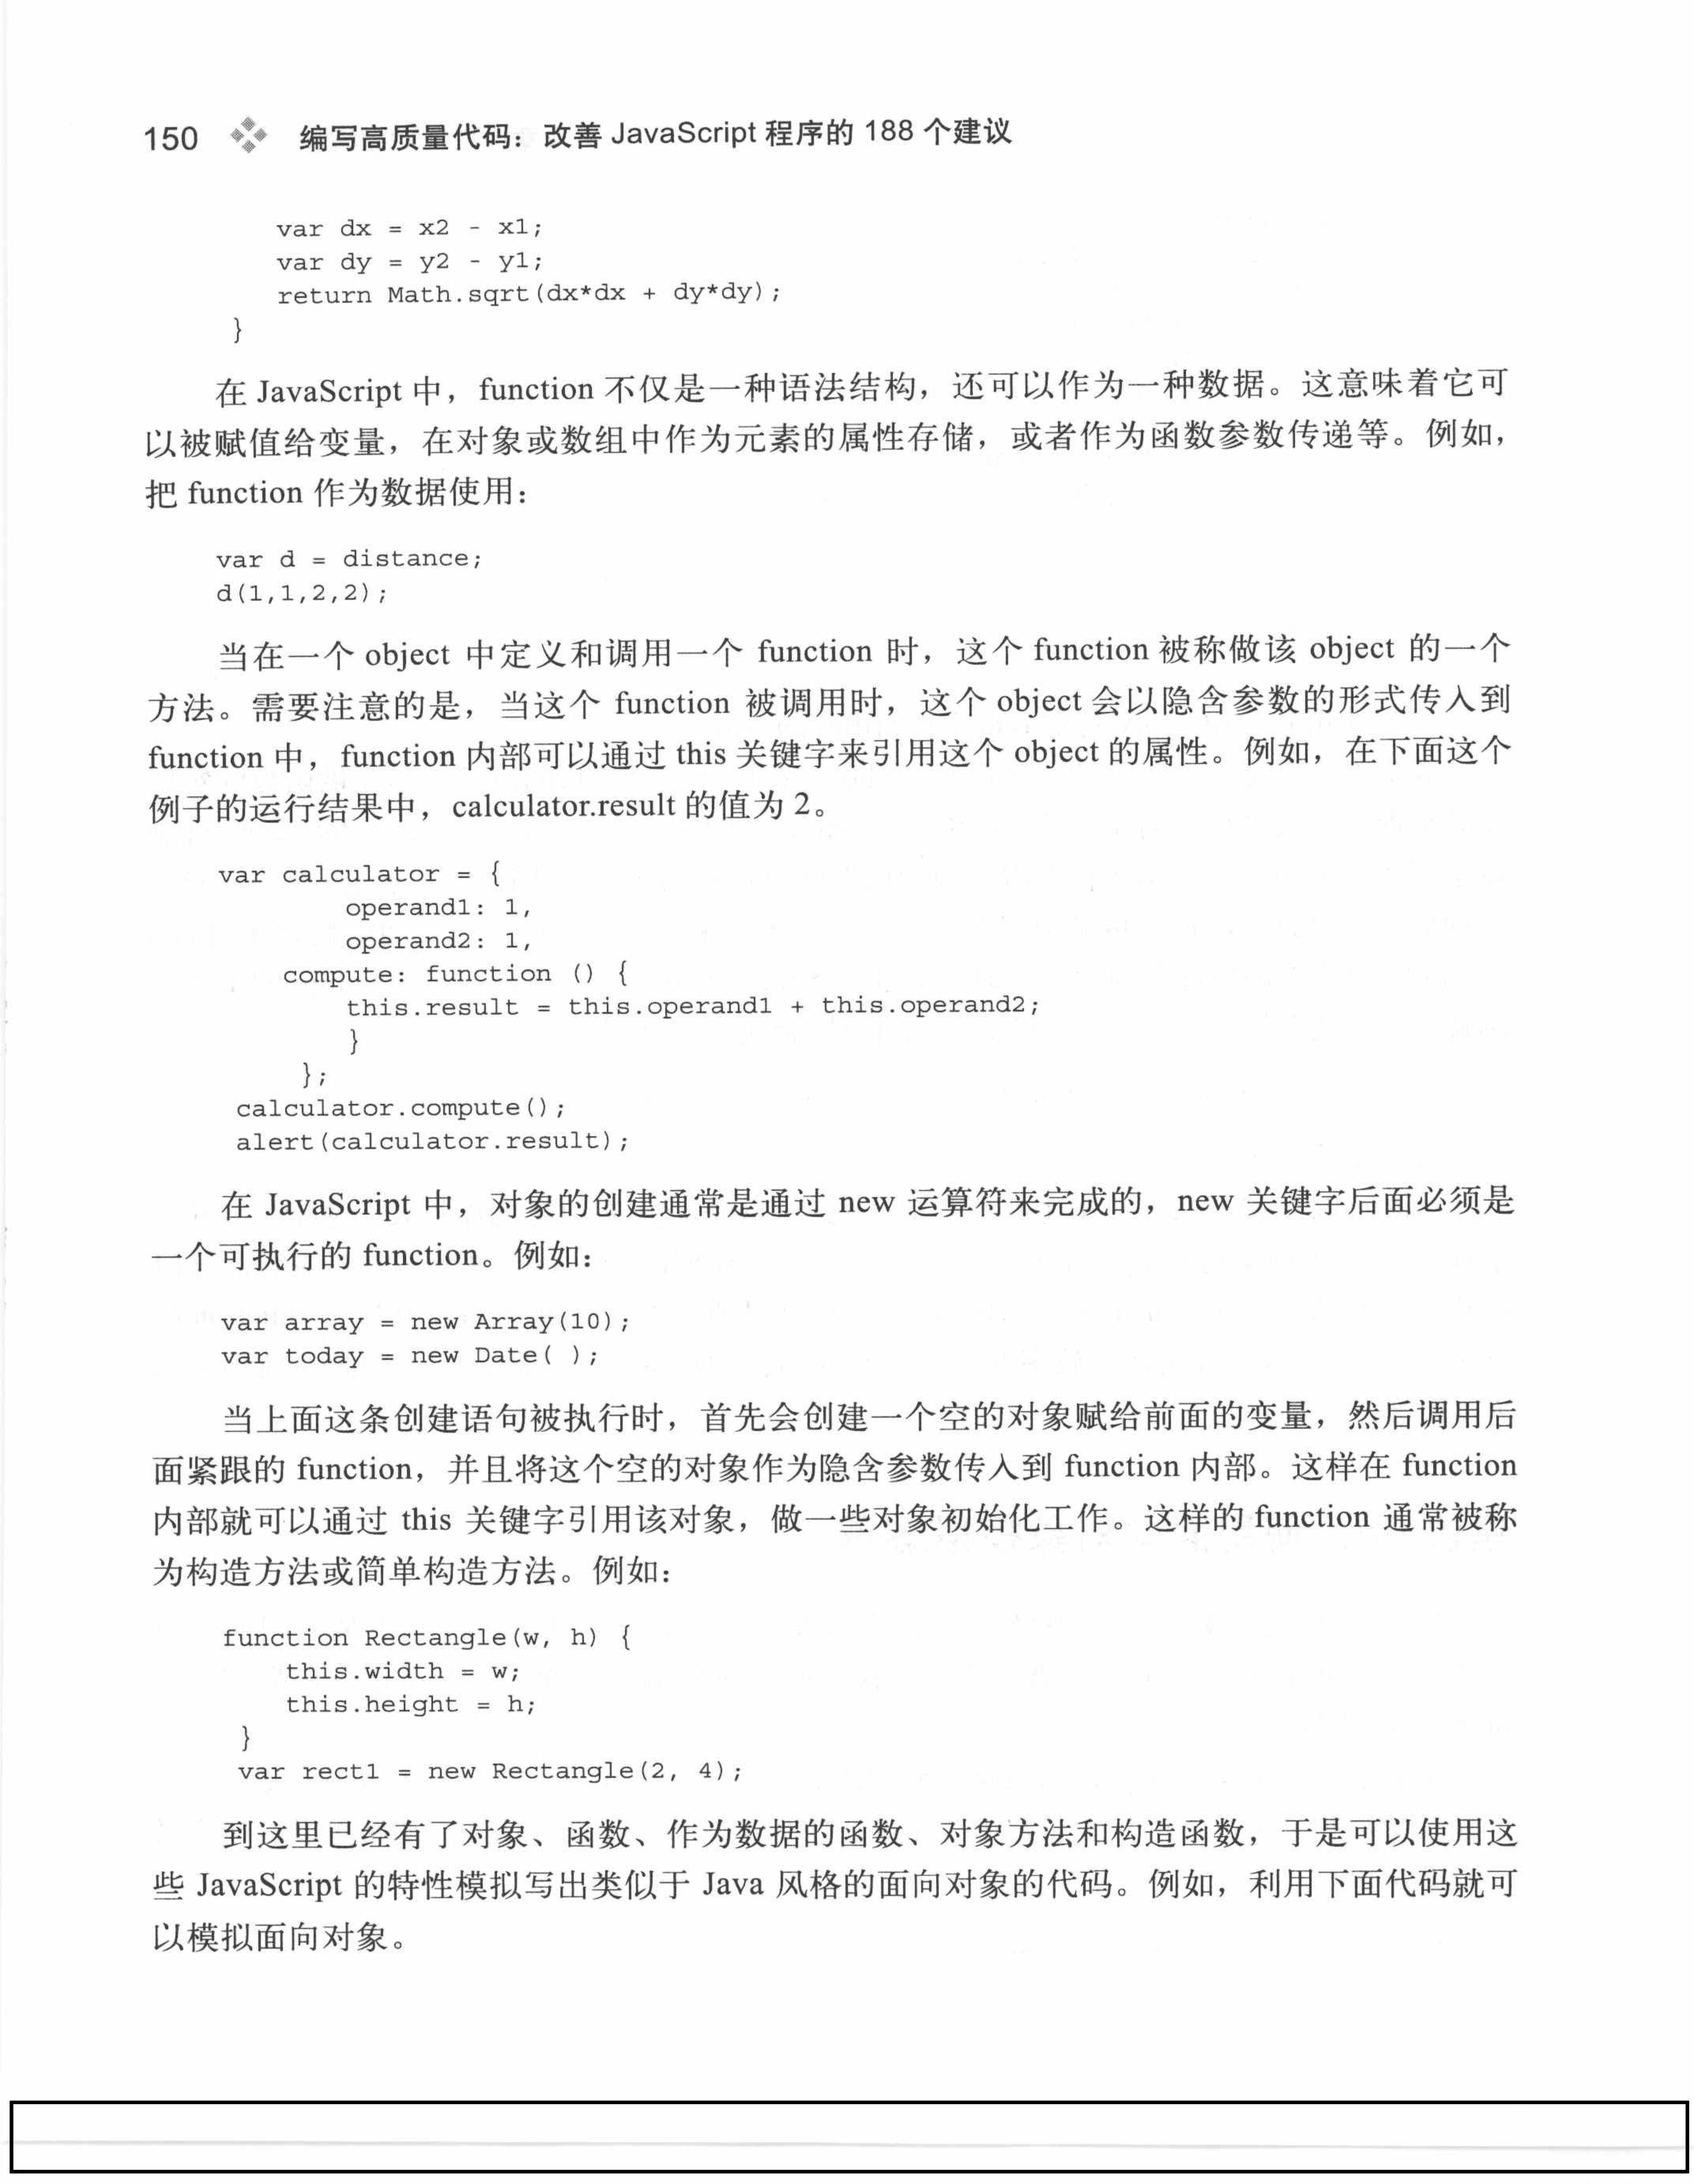 150 编写高质量代码：改善 JavaScript 程序的 188 个建议
var dx = x2 - x1;
var dy = y2 - y1;
return Math.sqrt(dx*dx + dy*dy);
}
在 JavaScript 中，function 不仅是一种语法结构，还可以作为一种数据。这意味着它可
以被赋值给变量，在对象或数组中作为元素的属性存储，或者作为函数参数传递等。例如，
把 function 作为数据使用：
var d = distance;
d(1,1,2,2);
当在一个 object 中定义和调用一个 function 时，这个 function 被称做该 object 的一个
方法。需要注意的是，当这个 function 被调用时，这个 object 会以隐含参数的形式传入到
function 中，function 内部可以通过 this 关键字来引用这个 object 的属性。例如，在下面这个
例子的运行结果中，calculator.result 的值为 2。
var calculator = {
operand1: 1,
operand2: 1,
compute: function () {
this.result = this.operand1 + this.operand2;
}
};
calculator.compute();
alert(calculator.result);
在 JavaScript 中，对象的创建通常是通过 new 运算符来完成的，new 关键字后面必须是
一个可执行的 function。例如：
var array = new Array(10);
var today = new Date( );
当上面这条创建语句被执行时，首先会创建一个空的对象赋给前面的变量，然后调用后
面紧跟的 function，并且将这个空的对象作为隐含参数传入到 function 内部。这样在 function
内部就可以通过 this 关键字引用该对象，做一些对象初始化工作。这样的 function 通常被称
为构造方法或简单构造方法。例如：
function Rectangle(w, h) {
this.width = w;
this.height = h;
}
var rect1 = new Rectangle(2, 4);
到这里已经有了对象、函数、作为数据的函数、对象方法和构造函数，于是可以使用这
些 JavaScript 的特性模拟写出类似于 Java 风格的面向对象的代码。例如，利用下面代码就可
以模拟面向对象。